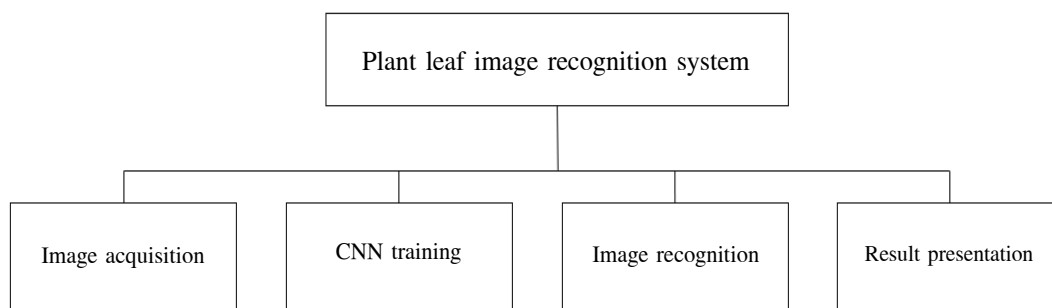 Plant leaf image recognition system
Image acquisition
CNN training
Image recognition
Result presentation